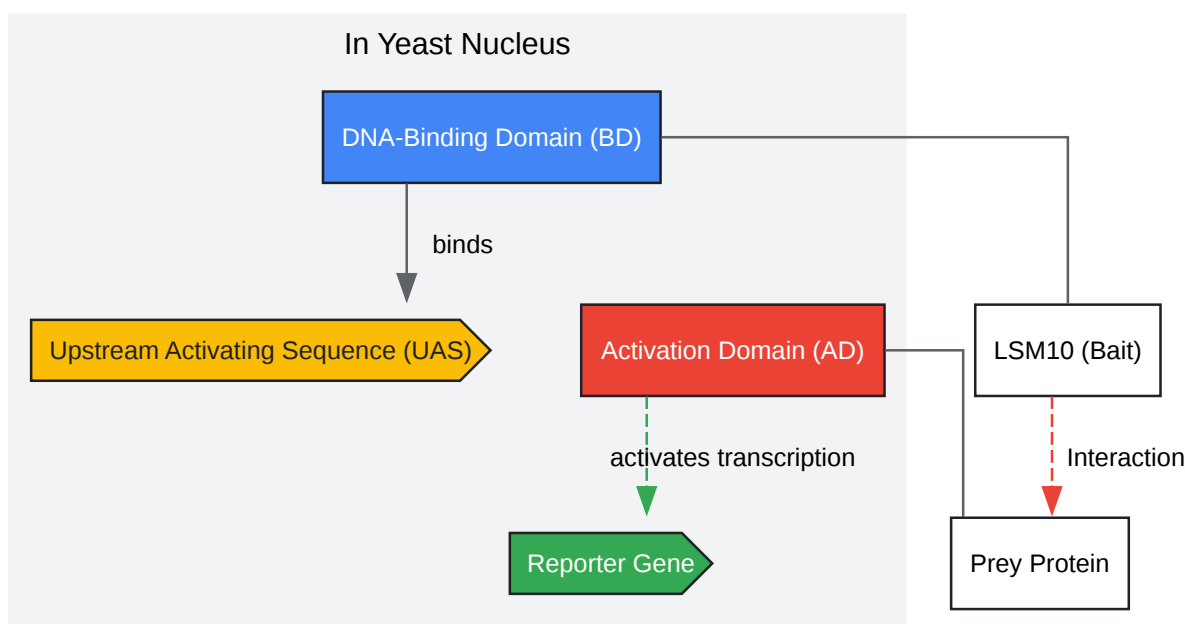 In Yeast Nucleus
DNA-Binding Domain (BD)
binds
Upstream Activating Sequence (UAS)
Activation Domain (AD)
LSM10 (Bait)
activates transcription
Interaction
Reporter Gene
Prey Protein